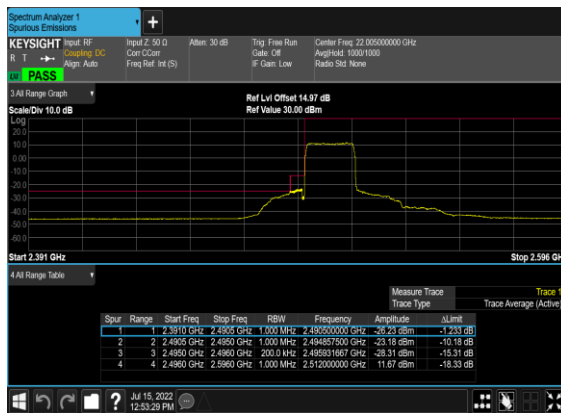 Spectrum Analyzer 1
Spurious Emissions
KEYSIGHT Input: RF Input Z: 50 Ω Atten: 30 dB Trig: Free Run Center Freq: 22.005000000 GHz
R T Coupling: DC Corr CCorr Gate: Off Avg|Hold: 1000/1000
Align: Auto Freq Ref: Int (S) IF Gain: Low Radio Std: None
PASS
3 All Range Graph
Ref Lvl Offset 14.97 dB
Scale/Div 10.0 dB Ref Value 30.00 dBm
Log
20.0
10.0
0.00
-10.0
-20.0
-30.0
-40.0
-50.0
-60.0
Start 2.391 GHz Stop 2.596 GH
4 All Range Table
Measure Trace Trace 1
Trace Type Trace Average (Active)
Spur Range Start Freq Stop Freq RBW Frequency Amplitude ΔLimit
1 1 2.3910 GHz 2.4905 GHz 1.000 MHz 2.490500000 GHz -26.23 dBm -1.233 dB
2 2 2.4905 GHz 2.4950 GHz 1.000 MHz 2.494857500 GHz -23.18 dBm -10.18 dB
3 3 2.4950 GHz 2.4960 GHz 200.0 kHz 2.495931667 GHz -28.31 dBm -15.31 dB
4 4 2.4960 GHz 2.5960 GHz 1.000 MHz 2.512000000 GHz 11.67 dBm -18.33 dB
? Jul 15, 2022
12:53:29 PM